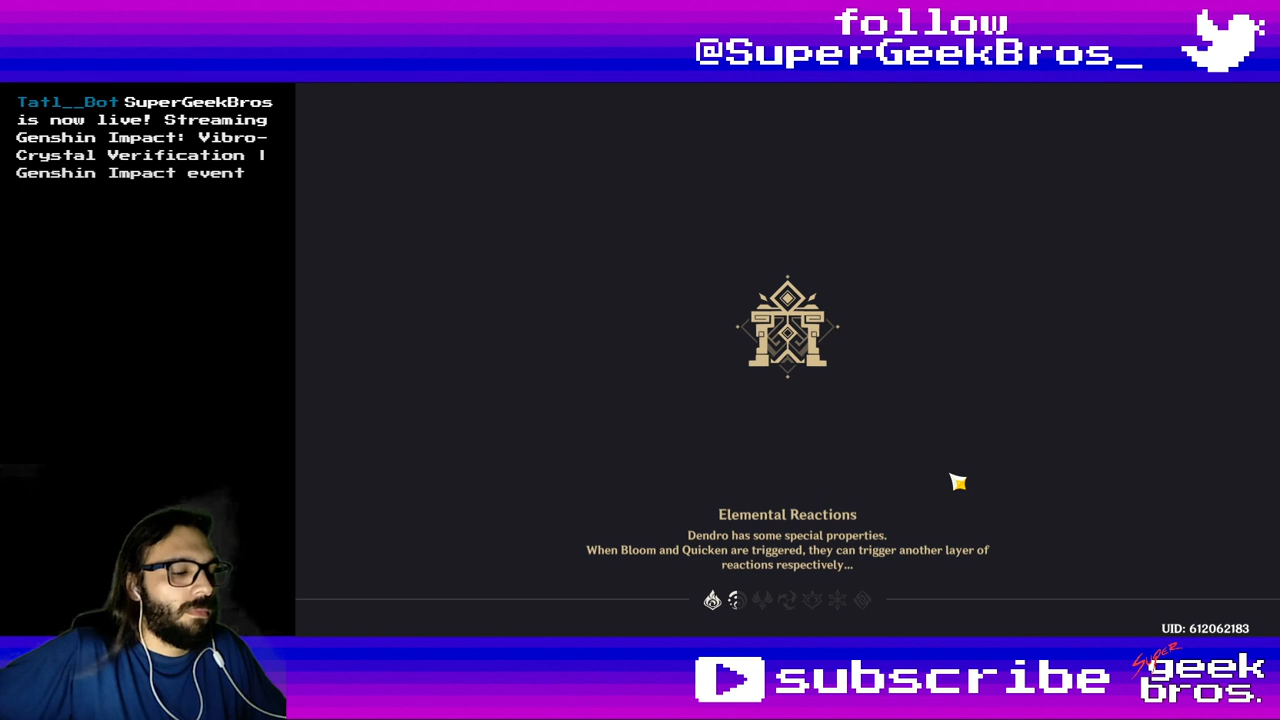 follow
@SuperGeekBros_
Tatl__Bot SuperGeekBros
is now live! Streaming
Genshin Impact: Vibro-
Crystal Verification |
Genshin Impact event
Elemental Reactions
Dendro has some special properties.
When Bloom and Quicken are triggered, they can trigger another layer of
reactions respectively...
UID: 612062183
subscribe
SUPER
geek
bros.